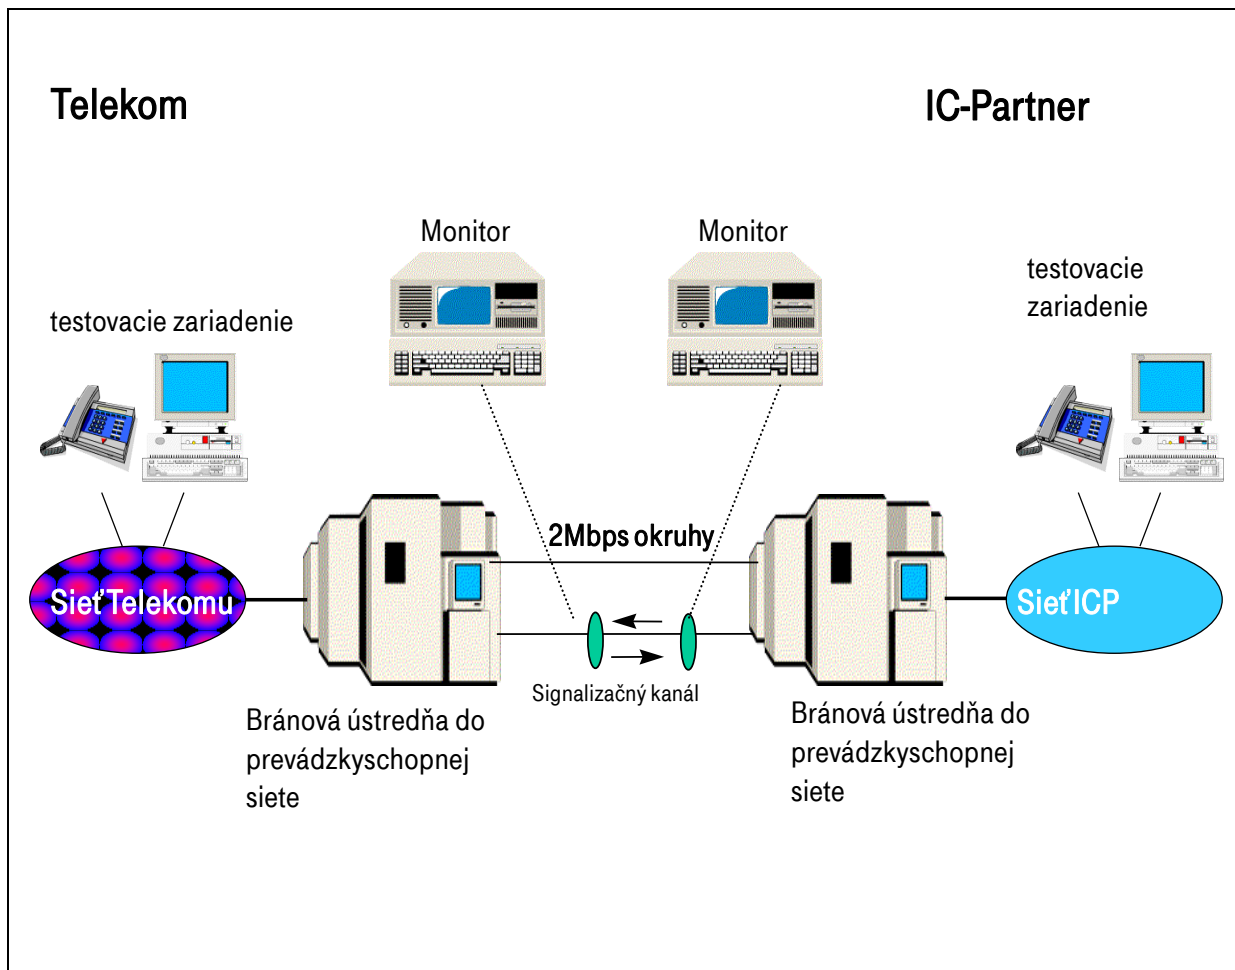 Telekom
IC-Partner
Monitor
Monitor
testovacie
zariadenie
testovacie zariadenie
2Mbps okruhy
Sieť Telekomu
Sieť ICP
Signalizačný kanál
Bránová ústredňa do
prevádzkyschopnej
siete
Bránová ústredňa do
prevádzkyschopnej
siete